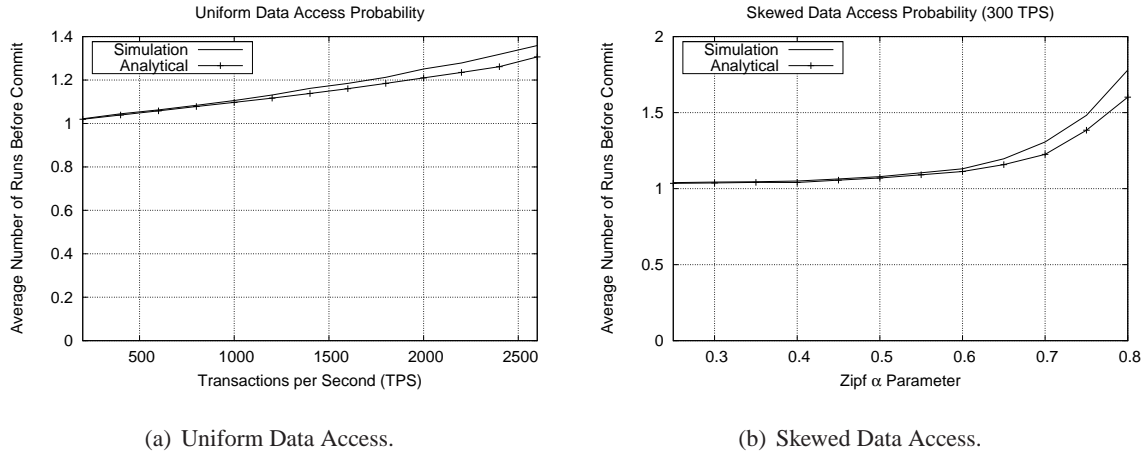 Uniform Data Access Probability
Average Number of Runs Before Commit
1.4
1.2
1
0.8
0.6
0.4
0.2
0
Simulation
Analytical
500
1000
1500
2000
2500
Transactions per Second (TPS)
(a) Uniform Data Access.
Skewed Data Access Probability (300 TPS)
Average Number of Runs Before Commit
2
1.5
1
0.5
0
Simulation
Analytical
0.3
0.4
0.5
0.6
0.7
0.8
Zipf α Parameter
(b) Skewed Data Access.